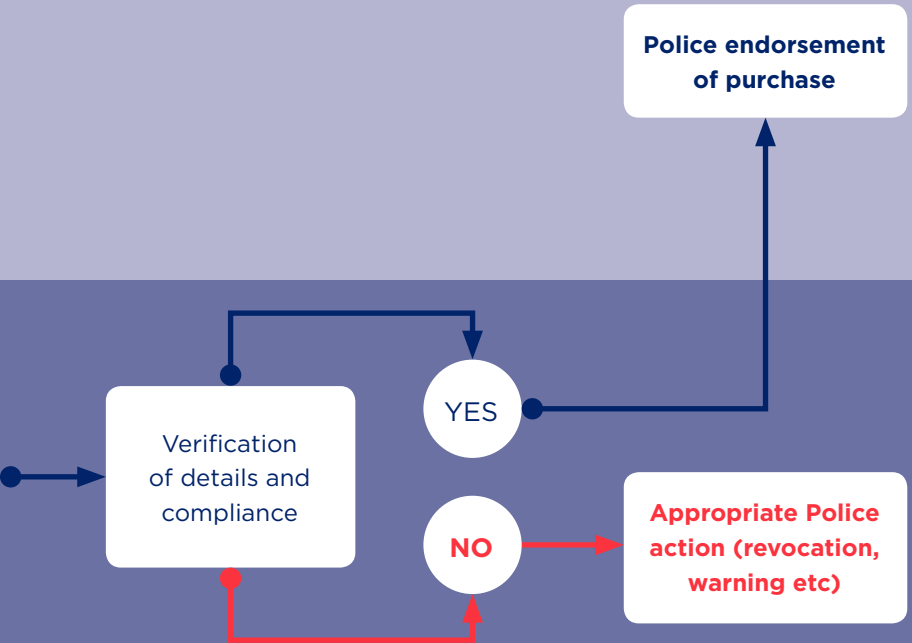 Police endorsement
of purchase
Verification
of details and
compliance
YES
NO
Appropriate Police
action (revocation,
warning etc)